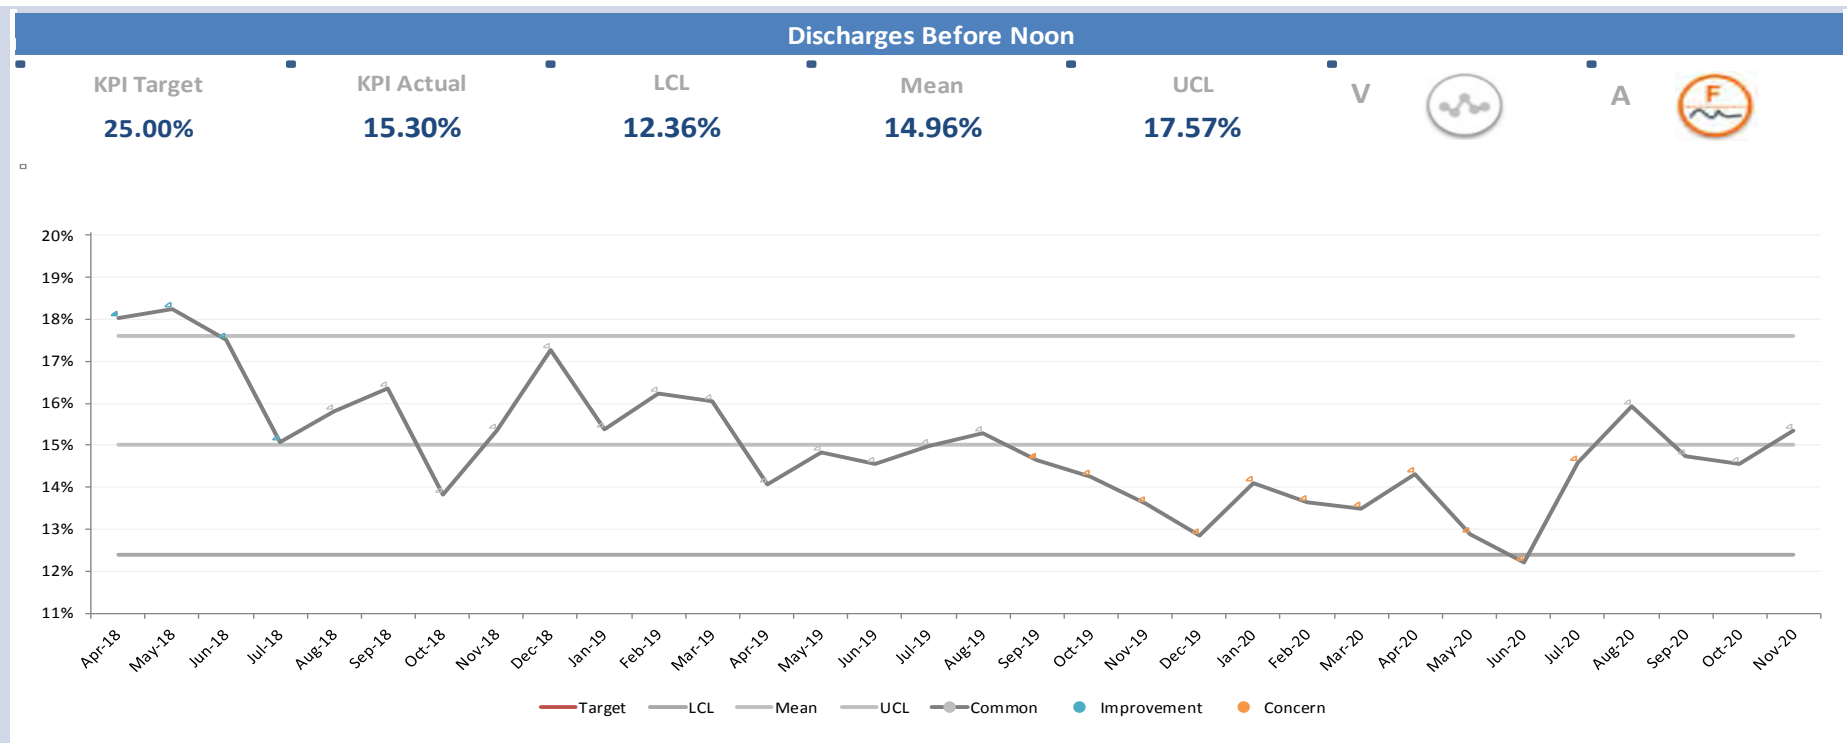 Discharges Before Noon
KPI Target KPI Actual LCL Mean UCL V A F
25.00% 15.30% 12.36% 14.96% 17.57%
20%
19%
18%
17%
16%
15%
14%
13%
12%
11%
Apr-18 May-18 Jun-18 Jul-18 Aug-18 Sep-18 Oct-18 Nov-18 Dec-18 Jan-19 Feb-19 Mar-19 Apr-19 May-19 Jun-19 Jul-19 Aug-19 Sep-19 Oct-19 Nov-19 Dec-19 Jan-20 Feb-20 Mar-20 Apr-20 May-20 Jun-20 Jul-20 Aug-20 Sep-20 Oct-20 Nov-20
Target LCL Mean UCL Common Improvement Concern